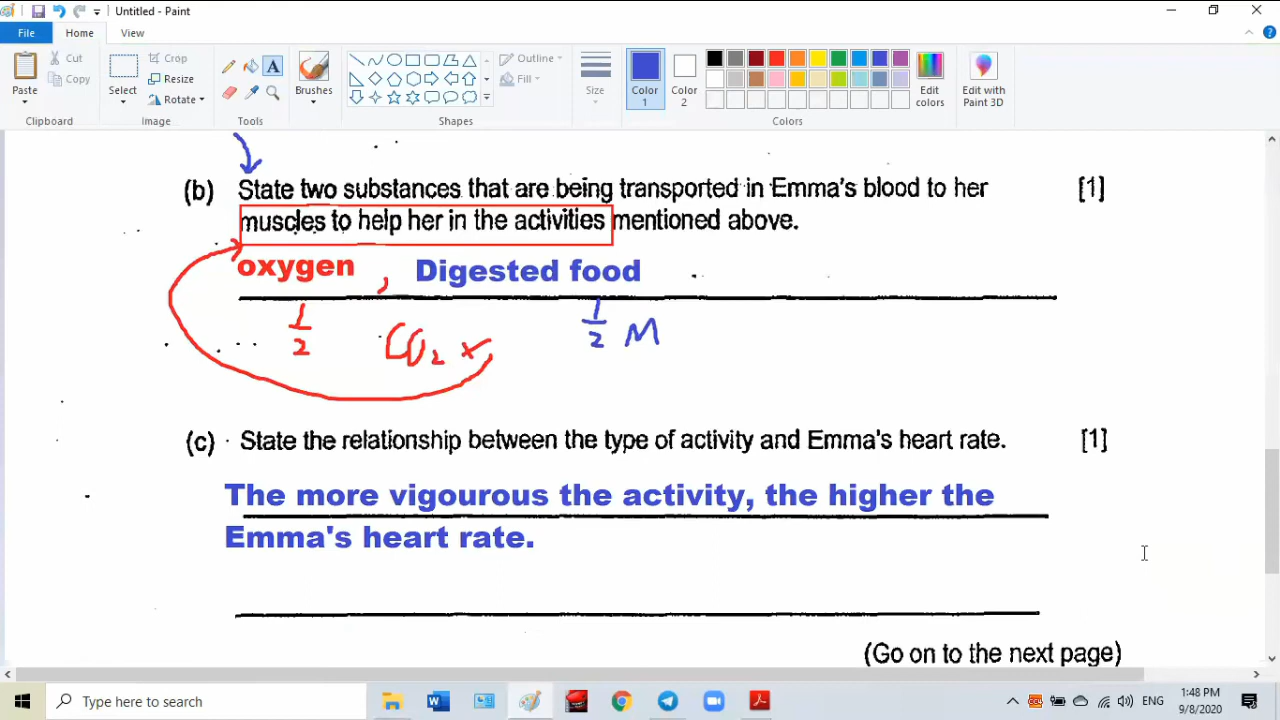 Untitled - Paint
File Home View
Paste Cut Copy Select Crop Resize Rotate Brushes Outline Fill Size Color 1 Color 2 Edit colors Edit with Paint 3D
Clipboard Image Tools Shapes Colors
(b) State two substances that are being transported in Emma's blood to her [1]
muscles to help her in the activities mentioned above.
oxygen , Digested food
1/2 CO2 x 1/2 M
(c) State the relationship between the type of activity and Emma's heart rate. [1]
The more vigourous the activity, the higher the
Emma's heart rate.
(Go on to the next page)
Type here to search
ENG 1:48 PM
9/8/2020